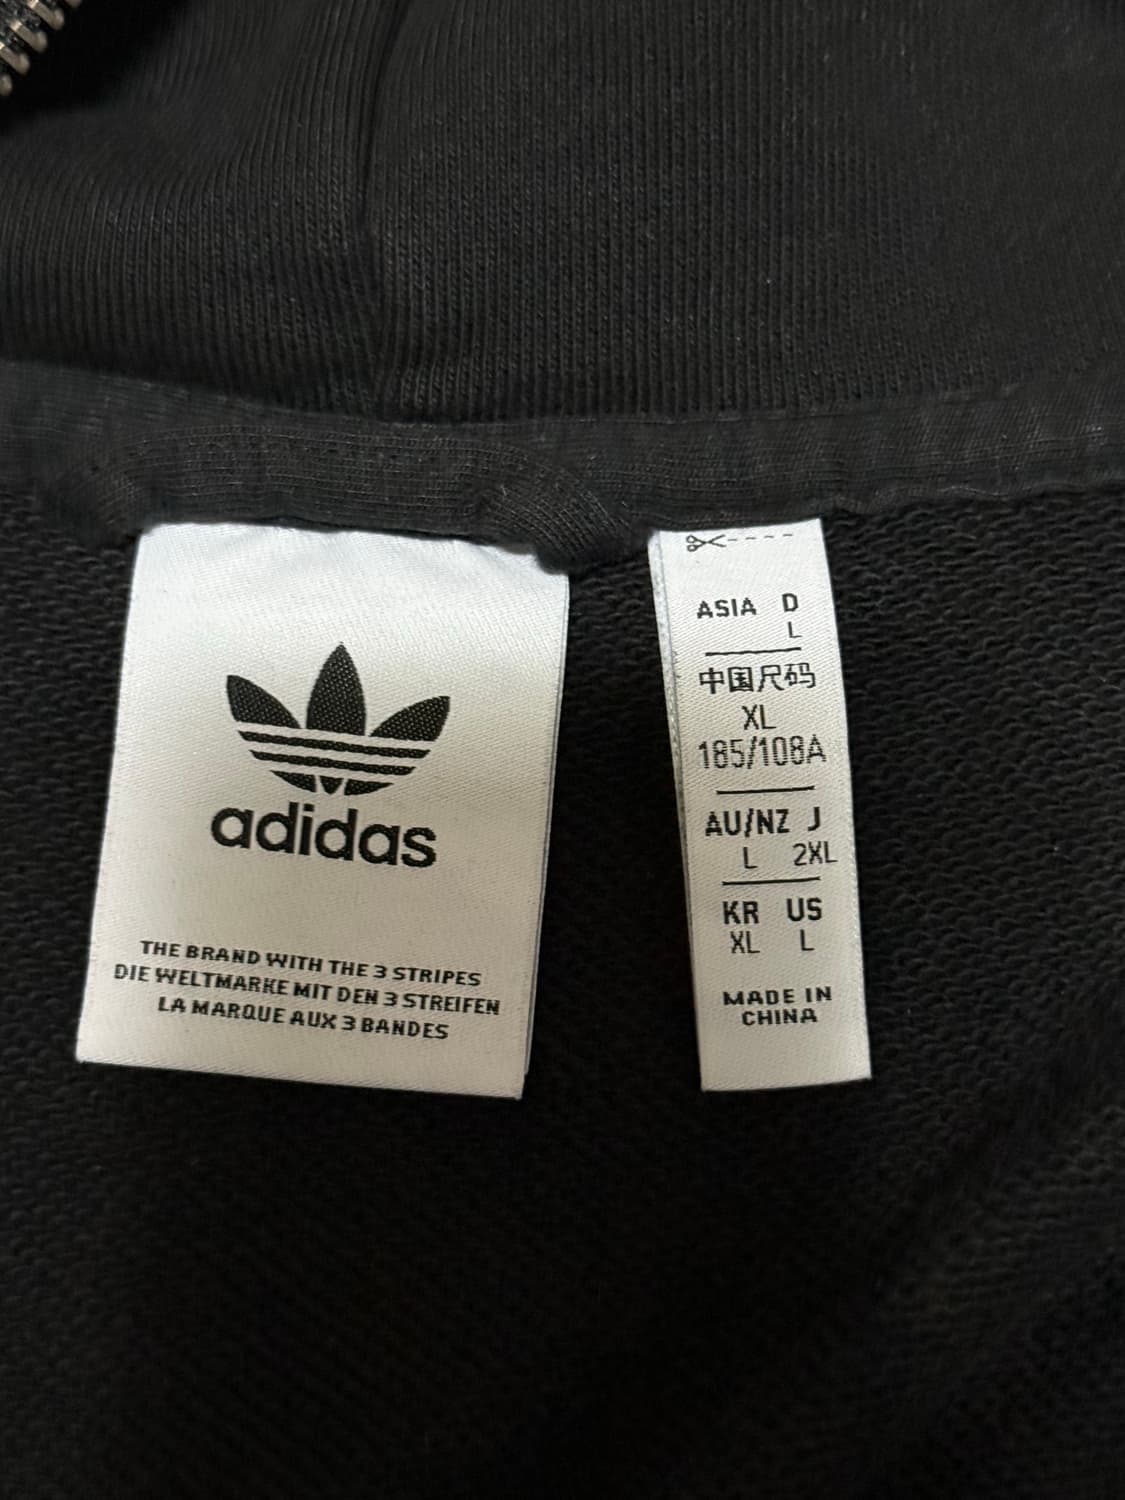 adidas
THE BRAND WITH THE 3 STRIPES
DIE WELTMARKE MIT DEN 3 STREIFEN
LA MARQUE AUX 3 BANDES
ASIA D
L
中国尺码
XL
185/108A
AU/NZ J
L 2XL
KR US
XL L
MADE IN
CHINA